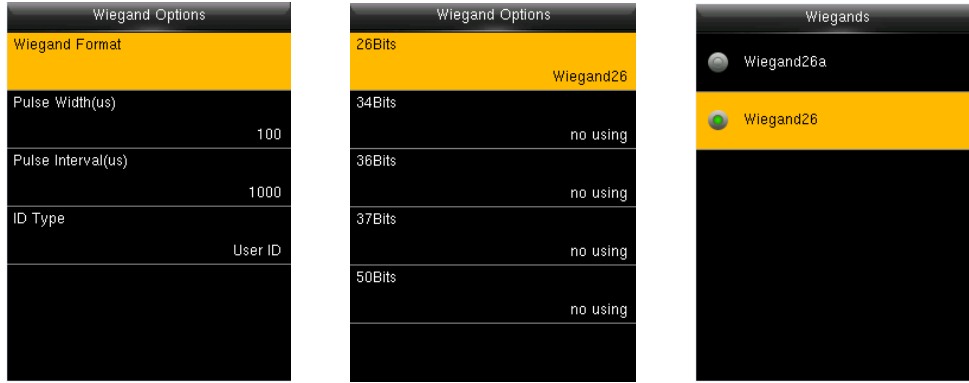 Wiegand Options
Wiegand Format
Pulse Width(us)
100
Pulse Interval(us)
1000
ID Type
User ID
Wiegand Options
26Bits
Wiegand26
34Bits
no using
36Bits
no using
37Bits
no using
50Bits
no using
Wiegands
Wiegand26a
Wiegand26